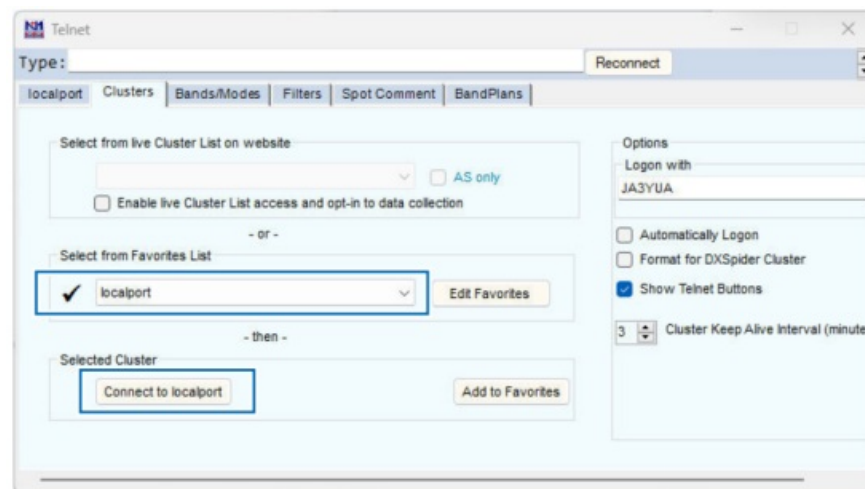 N1MM Telnet
Type: Reconnect
localport Clusters Bands/Modes Filters Spot Comment BandPlans
Select from live Cluster List on website
AS only
Enable live Cluster List access and opt-in to data collection
- or -
Select from Favorites List
localport Edit Favorites
- then -
Selected Cluster
Connect to localport Add to Favorites
Options
Logon with
JA3YUA
Automatically Logon
Format for DXSpider Cluster
Show Telnet Buttons
3 Cluster Keep Alive Interval (minute